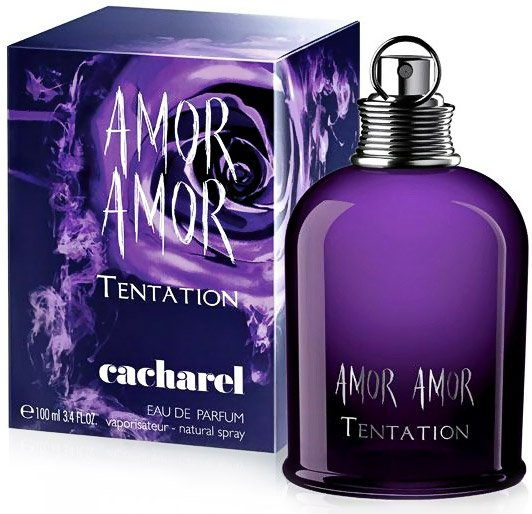 AMOR
AMOR
TENTATION
cacharel
EAU DE PARFUM
℮ 100 ml 3.4 FL.OZ. vaporisateur - natural spray
AMOR AMOR
TENTATION